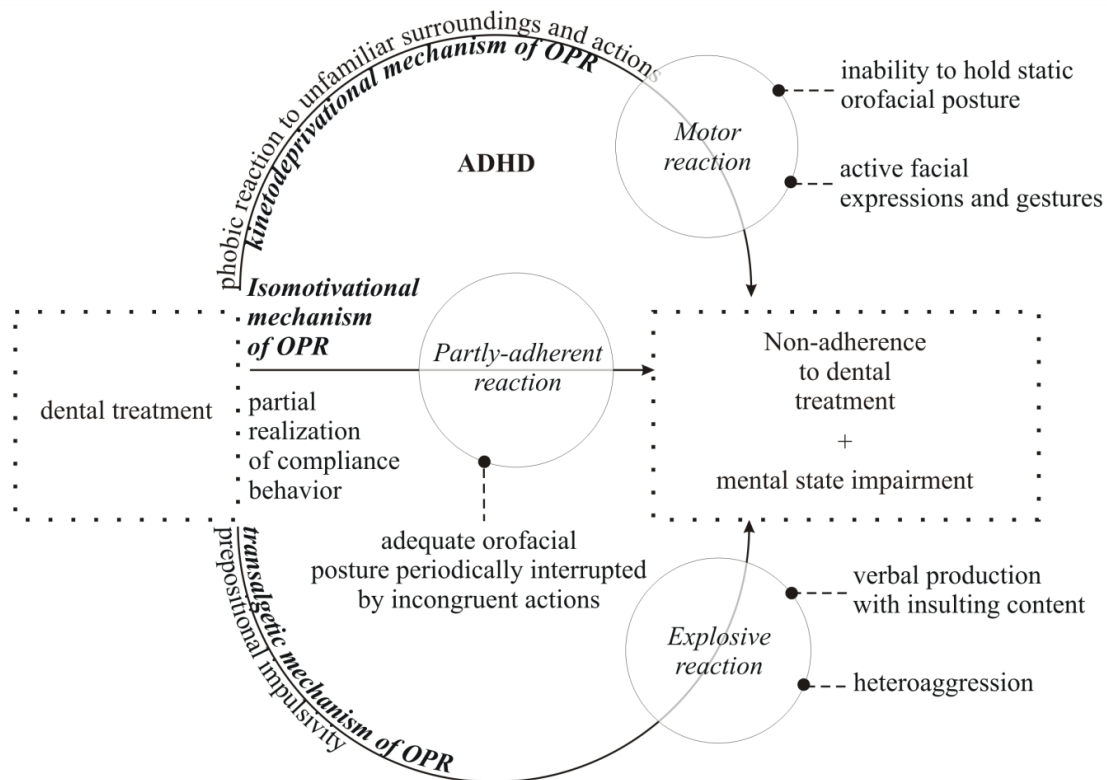 phobic reaction to unfamiliar surroundings and actions
kinetodeprivational mechanism of OPR
ADHD
Motor
reaction
inability to hold static
orofacial posture
active facial
expressions and gestures
dental treatment
Isomotivational
mechanism
of OPR
partial
realization
of compliance
behavior
Partly-adherent
reaction
adequate orofacial
posture periodically interrupted
by incongruent actions
Non-adherence
to dental
treatment
+
mental state impairment
transalgetic mechanism of OPR
prepositional impulsivity
Explosive
reaction
verbal production
with insulting content
heteroaggression